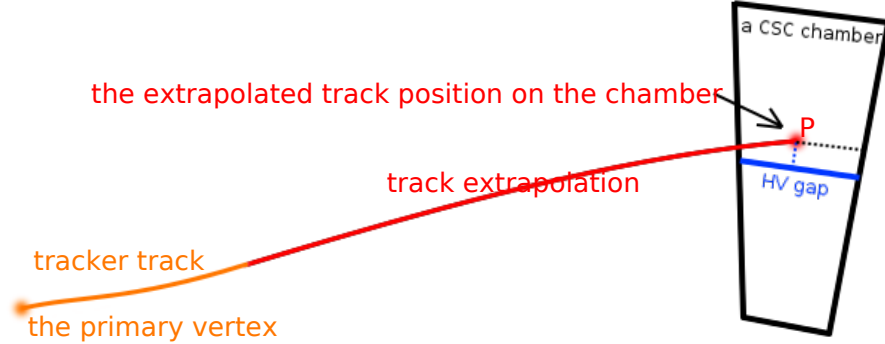 a CSC chamber
the extrapolated track position on the chamber
P
track extrapolation
HV gap
tracker track
the primary vertex